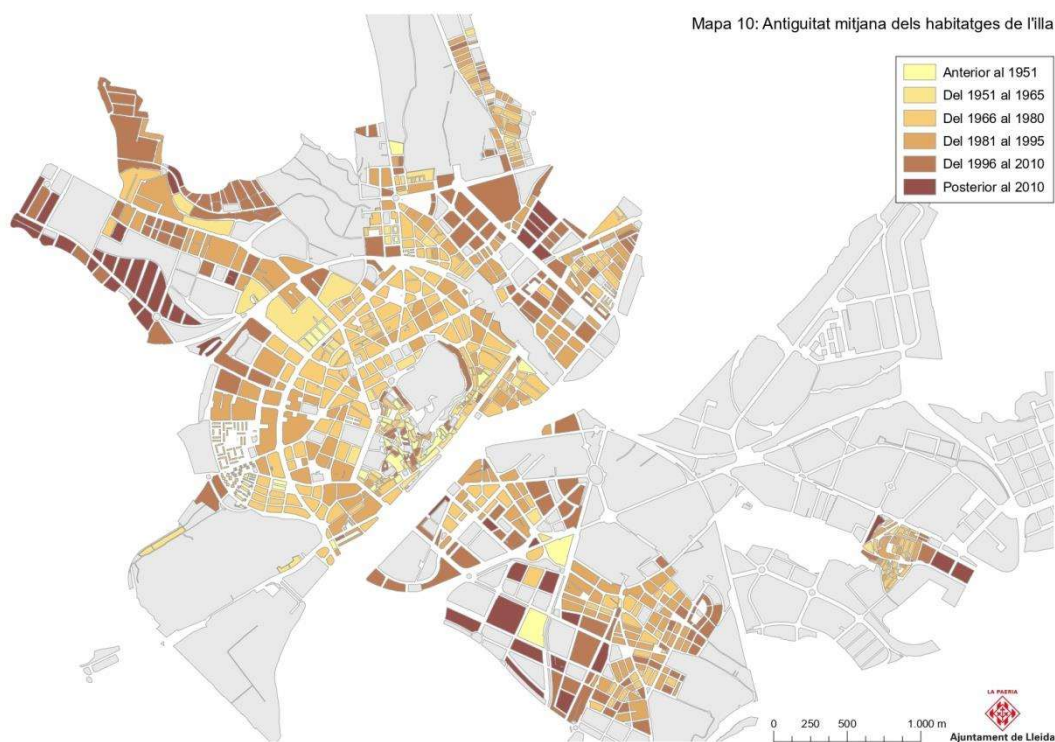 Mapa 10: Antiguitat mitjana dels habitatges de l'illa
Anterior al 1951
Del 1951 al 1965
Del 1966 al 1980
Del 1981 al 1995
Del 1996 al 2010
Posterior al 2010
LA PAERIA
0 250 500 1.000 m
Ajuntament de Lleida